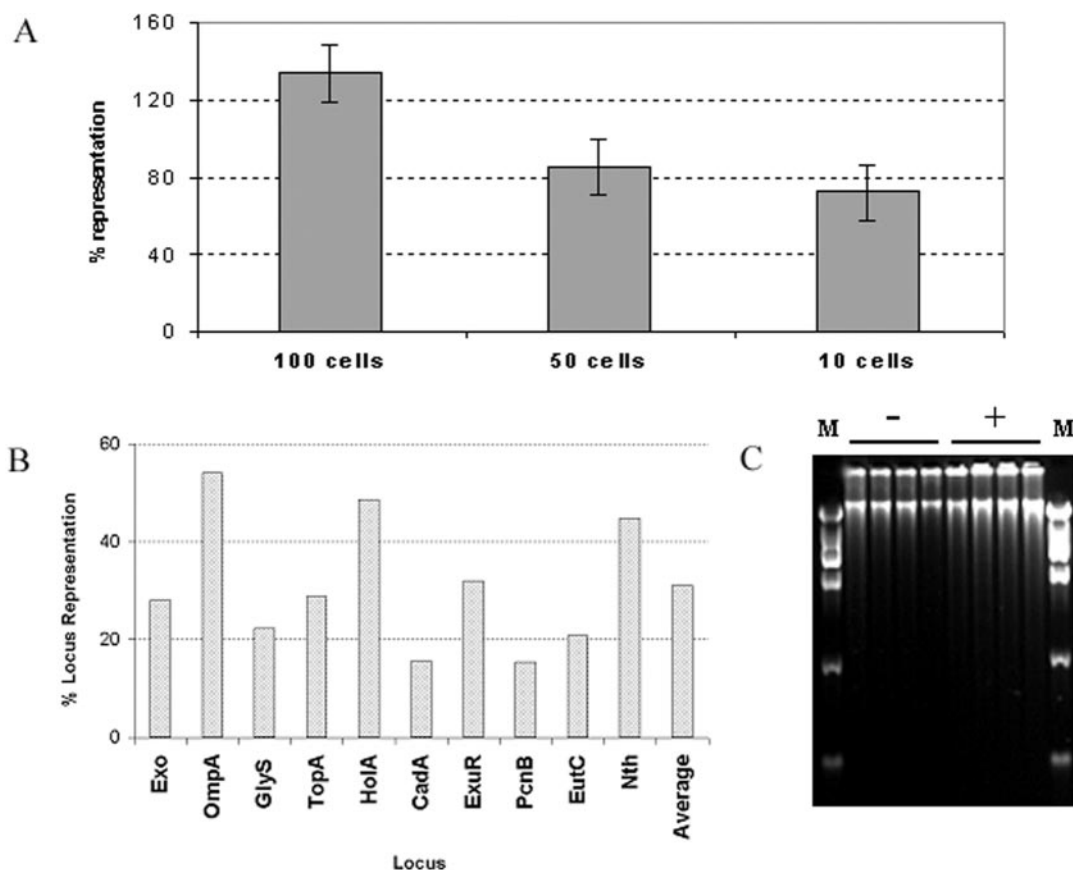 A
160
120
80
40
0
% representation
100 cells 50 cells 10 cells
B
60
40
20
0
% Locus Representation
Exo OmpA GlyS TopA HolA CadA ExuR PcnB EutC Nth Average
Locus
C
M - + M